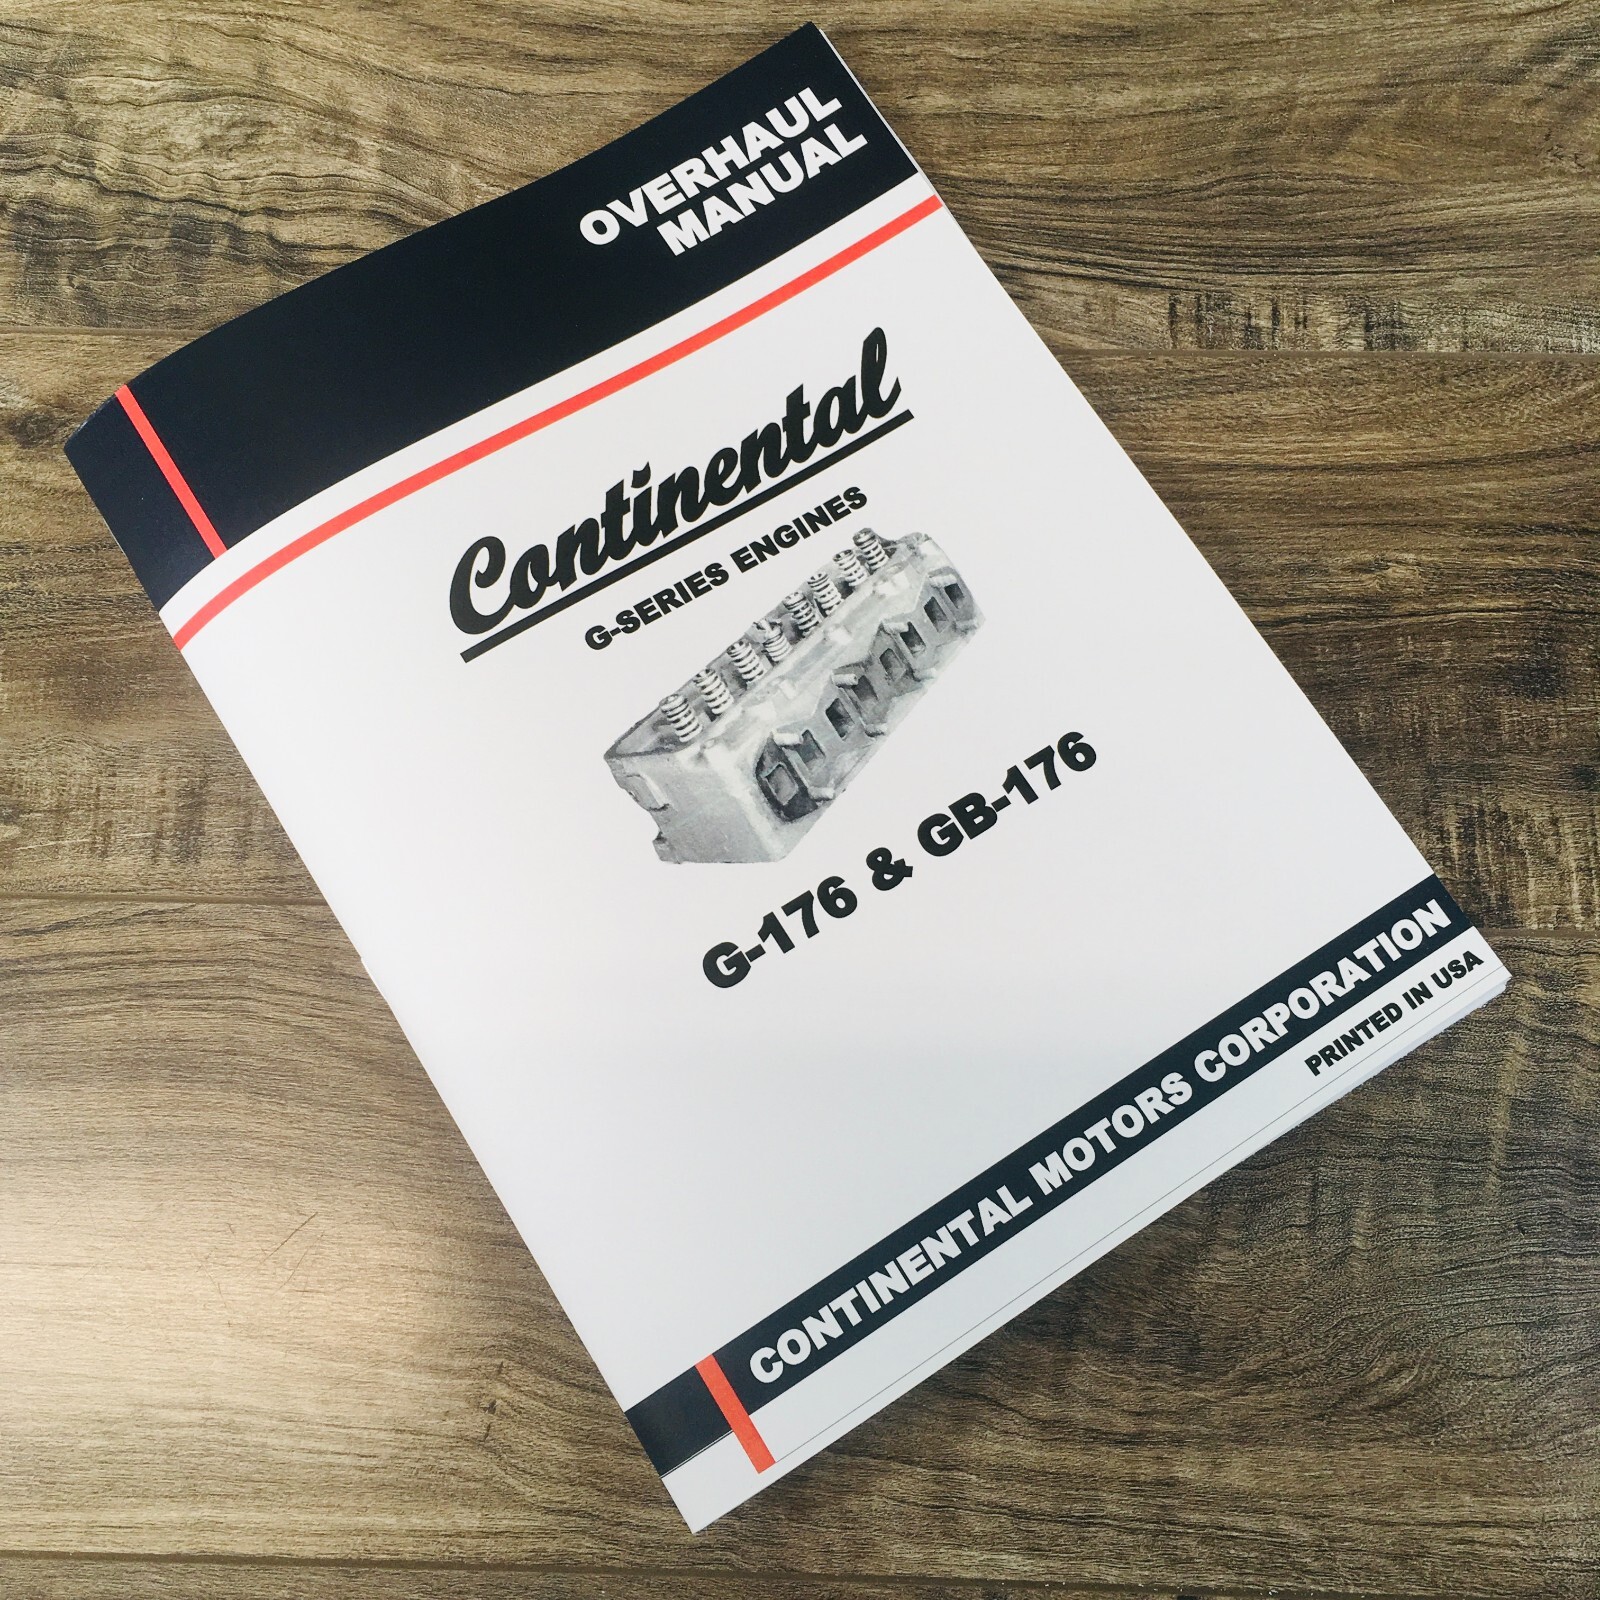 OVERHAUL
MANUAL
Continental
G-SERIES ENGINES
G-176 & GB-176
CONTINENTAL MOTORS CORPORATION
PRINTED IN USA